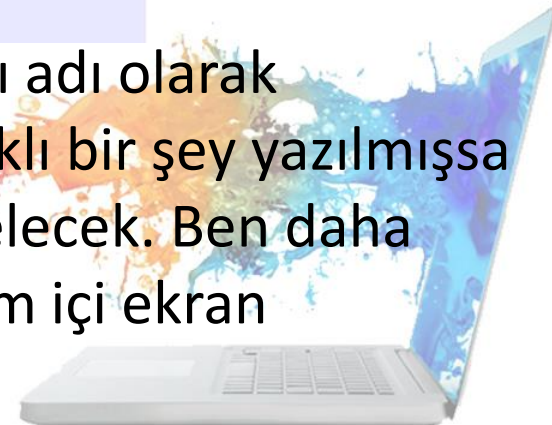 ı adı olarak
klı bir şey yazılmışsa
elecek. Ben daha
m içi ekran